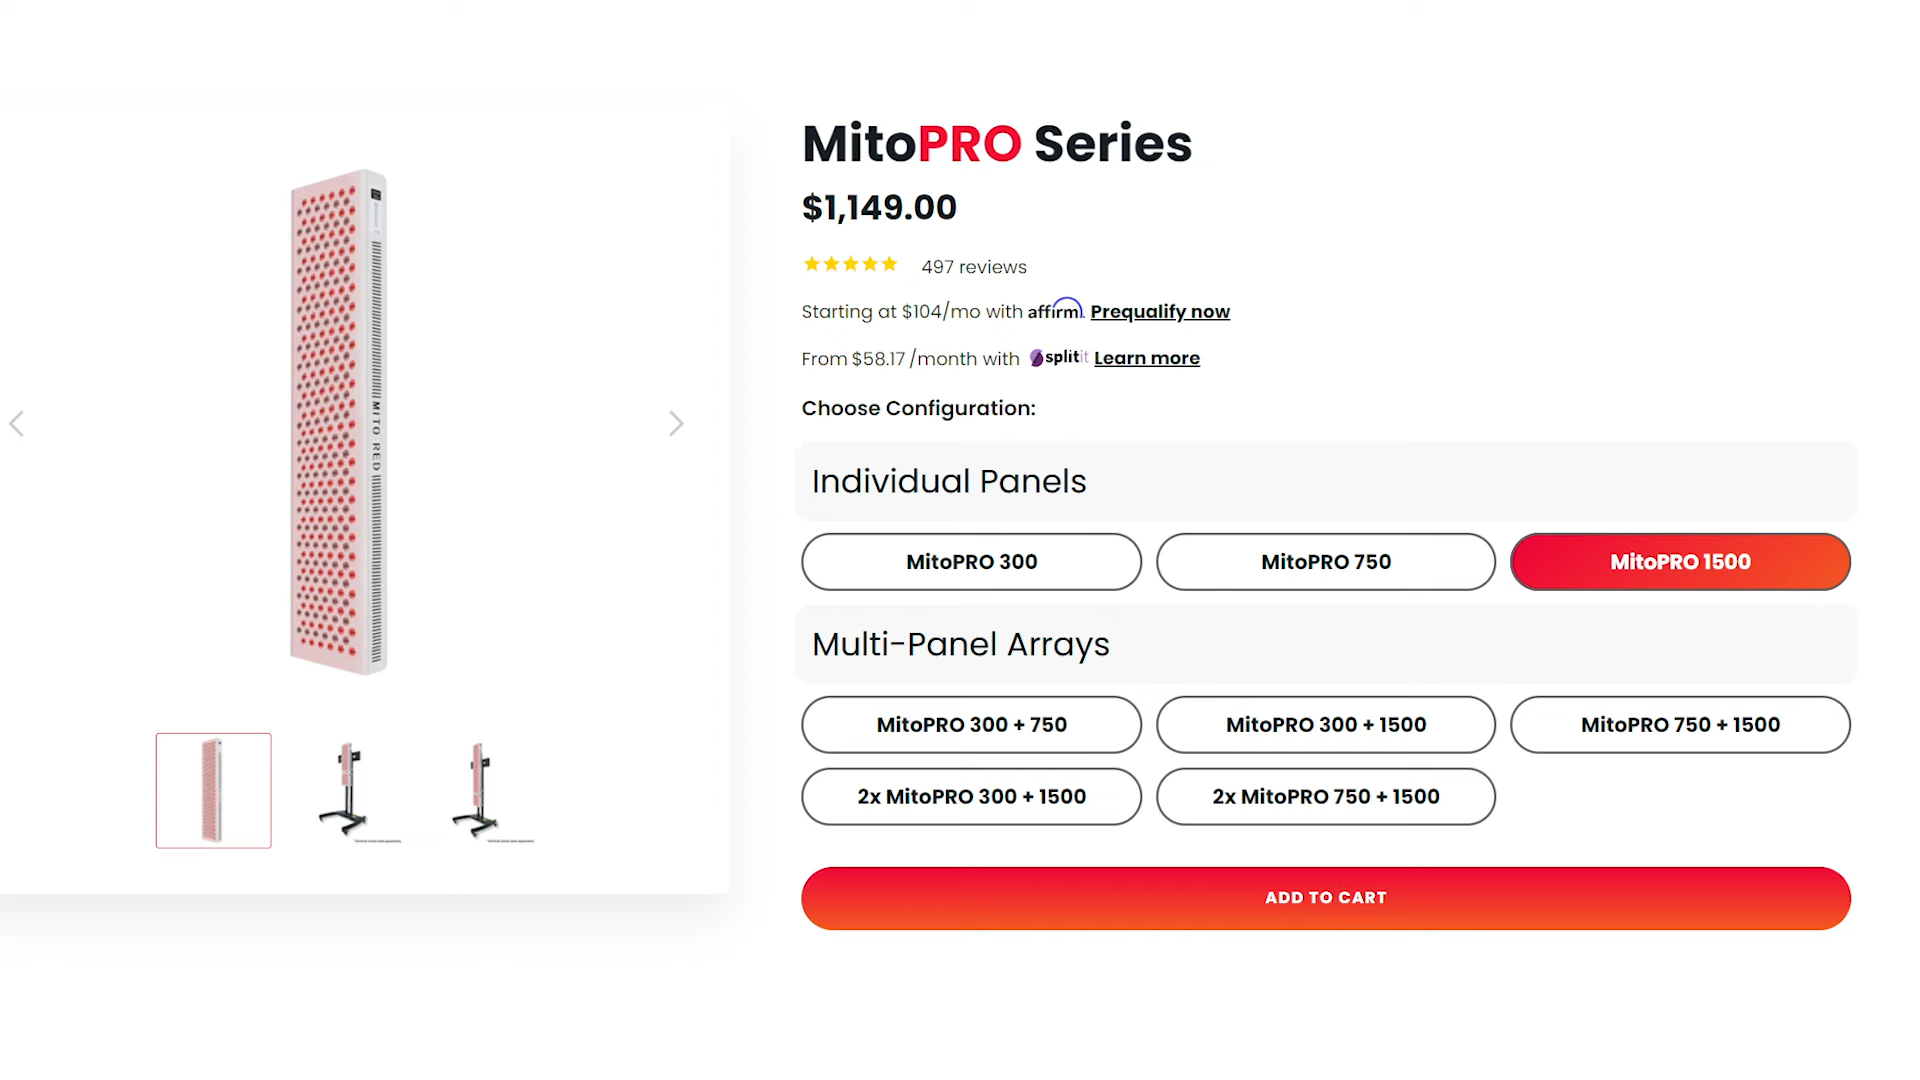 MitoPRO Series
$1,149.00
497 reviews
Starting at $104/mo with affirm. Prequalify now
From $58.17 /month with splitit Learn more
Choose Configuration:
Individual Panels
MitoPRO 300
MitoPRO 750
MitoPRO 1500
Multi-Panel Arrays
MitoPRO 300 + 750
MitoPRO 300 + 1500
MitoPRO 750 + 1500
2x MitoPRO 300 + 1500
2x MitoPRO 750 + 1500
ADD TO CART
MITO RED